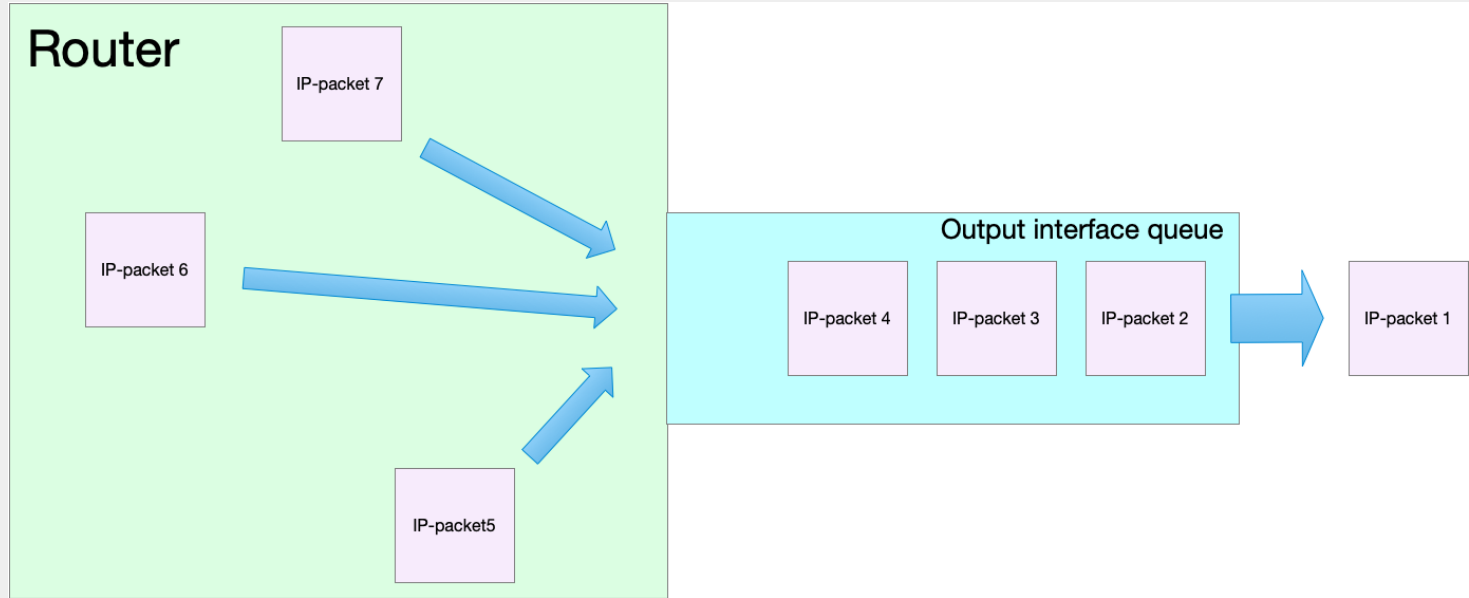 Router
IP-packet 7
IP-packet 6
IP-packet5
Output interface queue
IP-packet 4
IP-packet 3
IP-packet 2
IP-packet 1